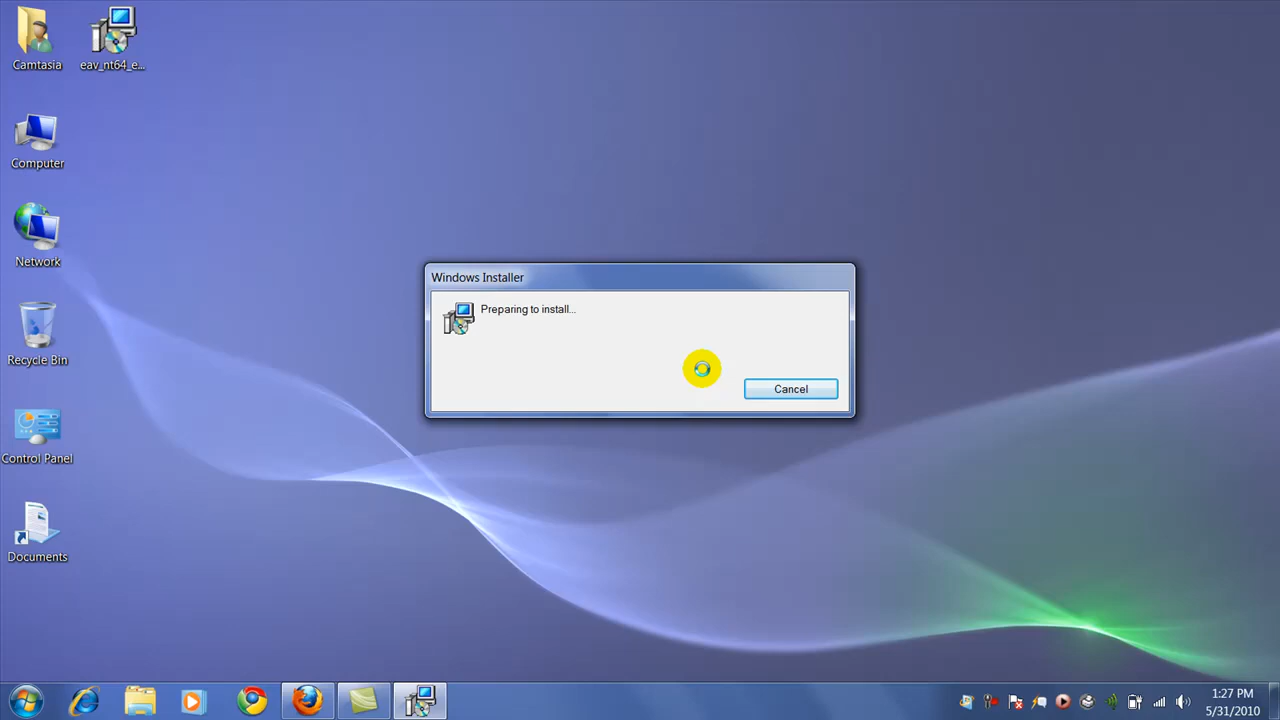 Camtasia
eav_nt64_e...
Computer
Network
Recycle Bin
Control Panel
Documents
Windows Installer
Preparing to install...
Cancel
1:27 PM
5/31/2010